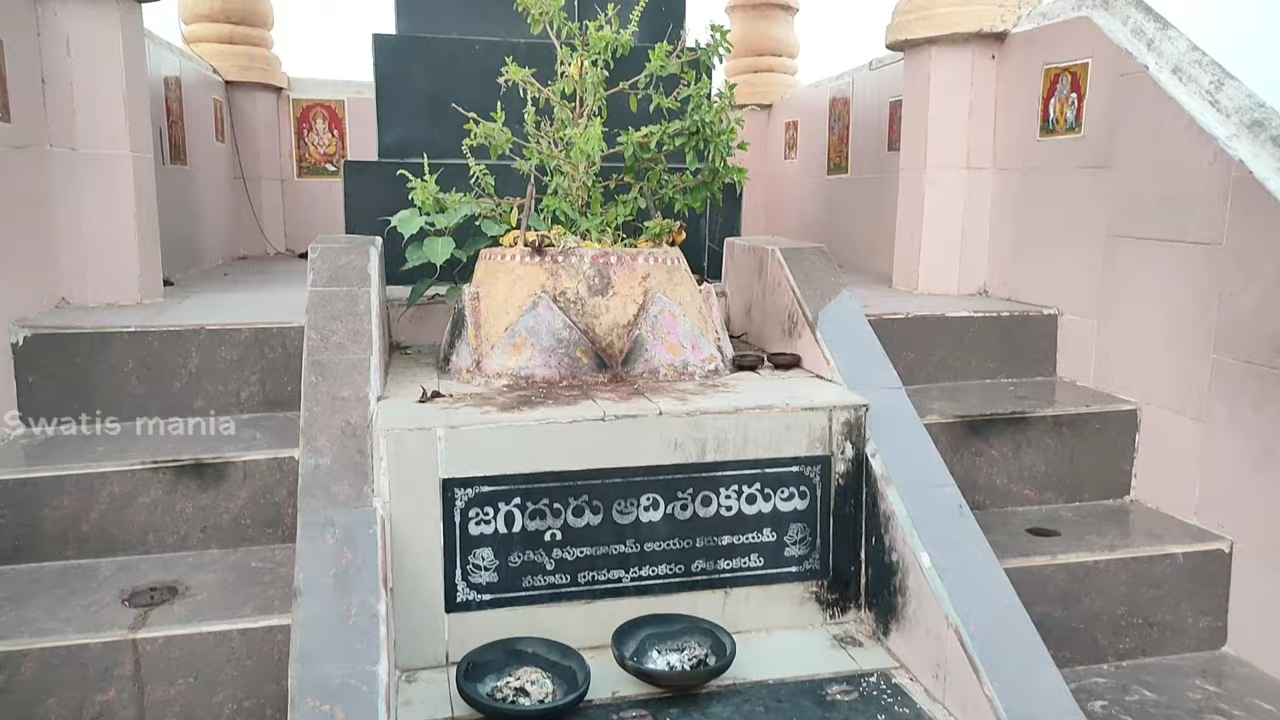 Swatis mania
జగద్గురు ఆదిశంకరులు
శ్రుతిస్మృతిపురాణానామ్ ఆలయం కరుణాలయమ్
నమామి భగవత్పాదశంకరం లోకశంకరమ్